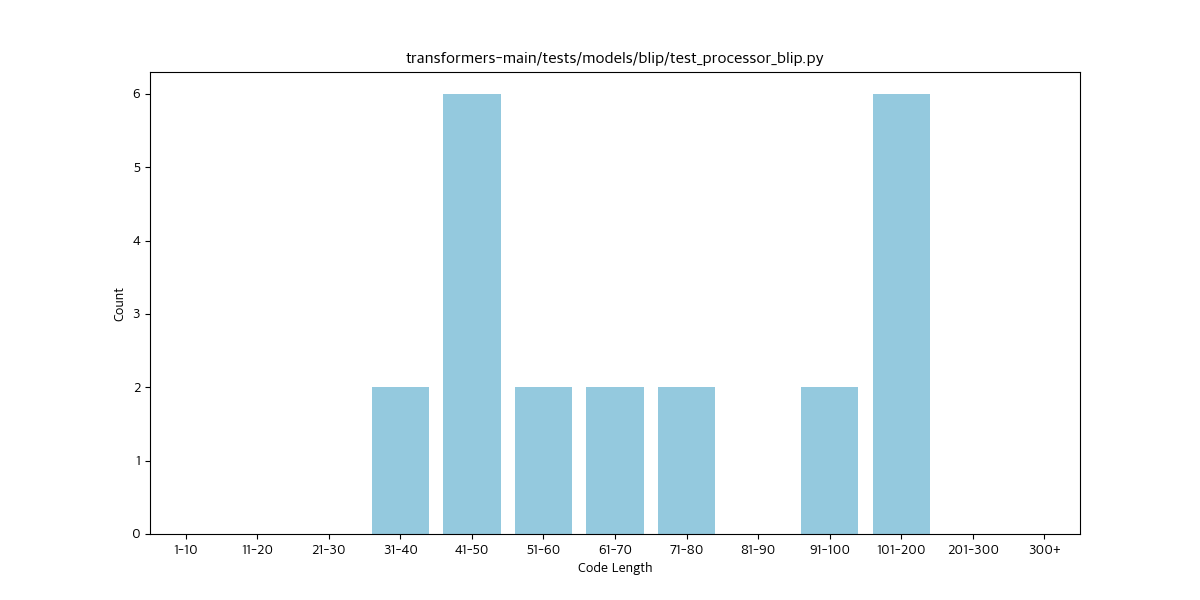 transformers-main/tests/models/blip/test_processor_blip.py
6
5
4
3
2
1
0
Count
1-10 11-20 21-30 31-40 41-50 51-60 61-70 71-80 81-90 91-100 101-200 201-300 300+
Code Length